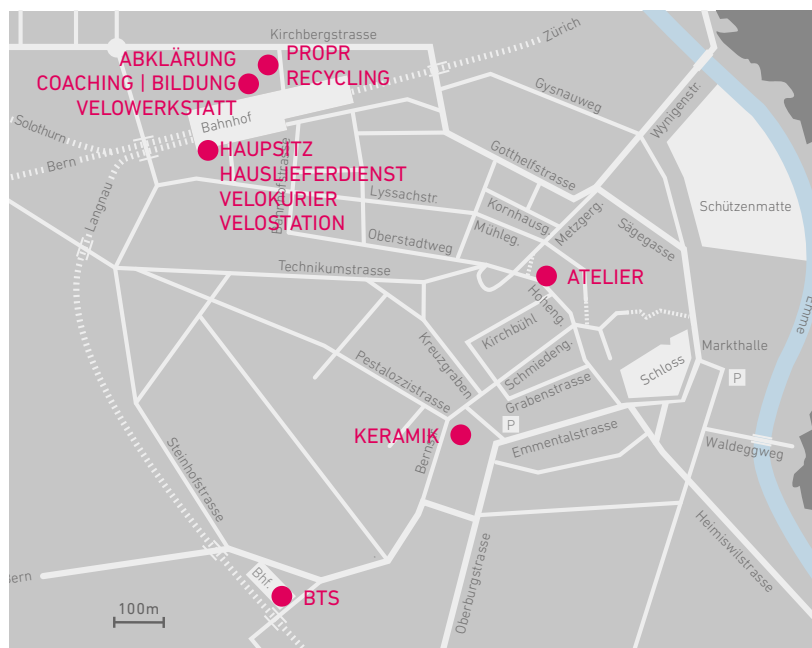 Kirchbergstrasse
Zürich
ABKLÄRUNG
COACHING | BILDUNG
VELOWERKSTATT
PROPR
RECYCLING
Gysnauweg
Wynigenstr.
Solothurn
Bern
Bahnhof
HAUPSITZ
HAUSLIEFERDIENST
VELOKURIER
VELOSTATION
Bahnhofstrasse
Gotthelfstrasse
Langnau
Lyssachstr.
Kornhausg.
Metzgerg.
Mühleg.
Sägegasse
Schützenmatte
Oberstadtweg
Technikumstrasse
ATELIER
Hoheng.
Emme
Kirchbühl
Kreuzgraben
Schmiedeng.
Markthalle
Schloss
P
Pestalozzistrasse
Grabenstrasse
P
KERAMIK
Emmentalstrasse
Waldeggweg
Steinhofstrasse
Heimiswilstrasse
Oberburgstrasse
Bhf.
BTS
100m